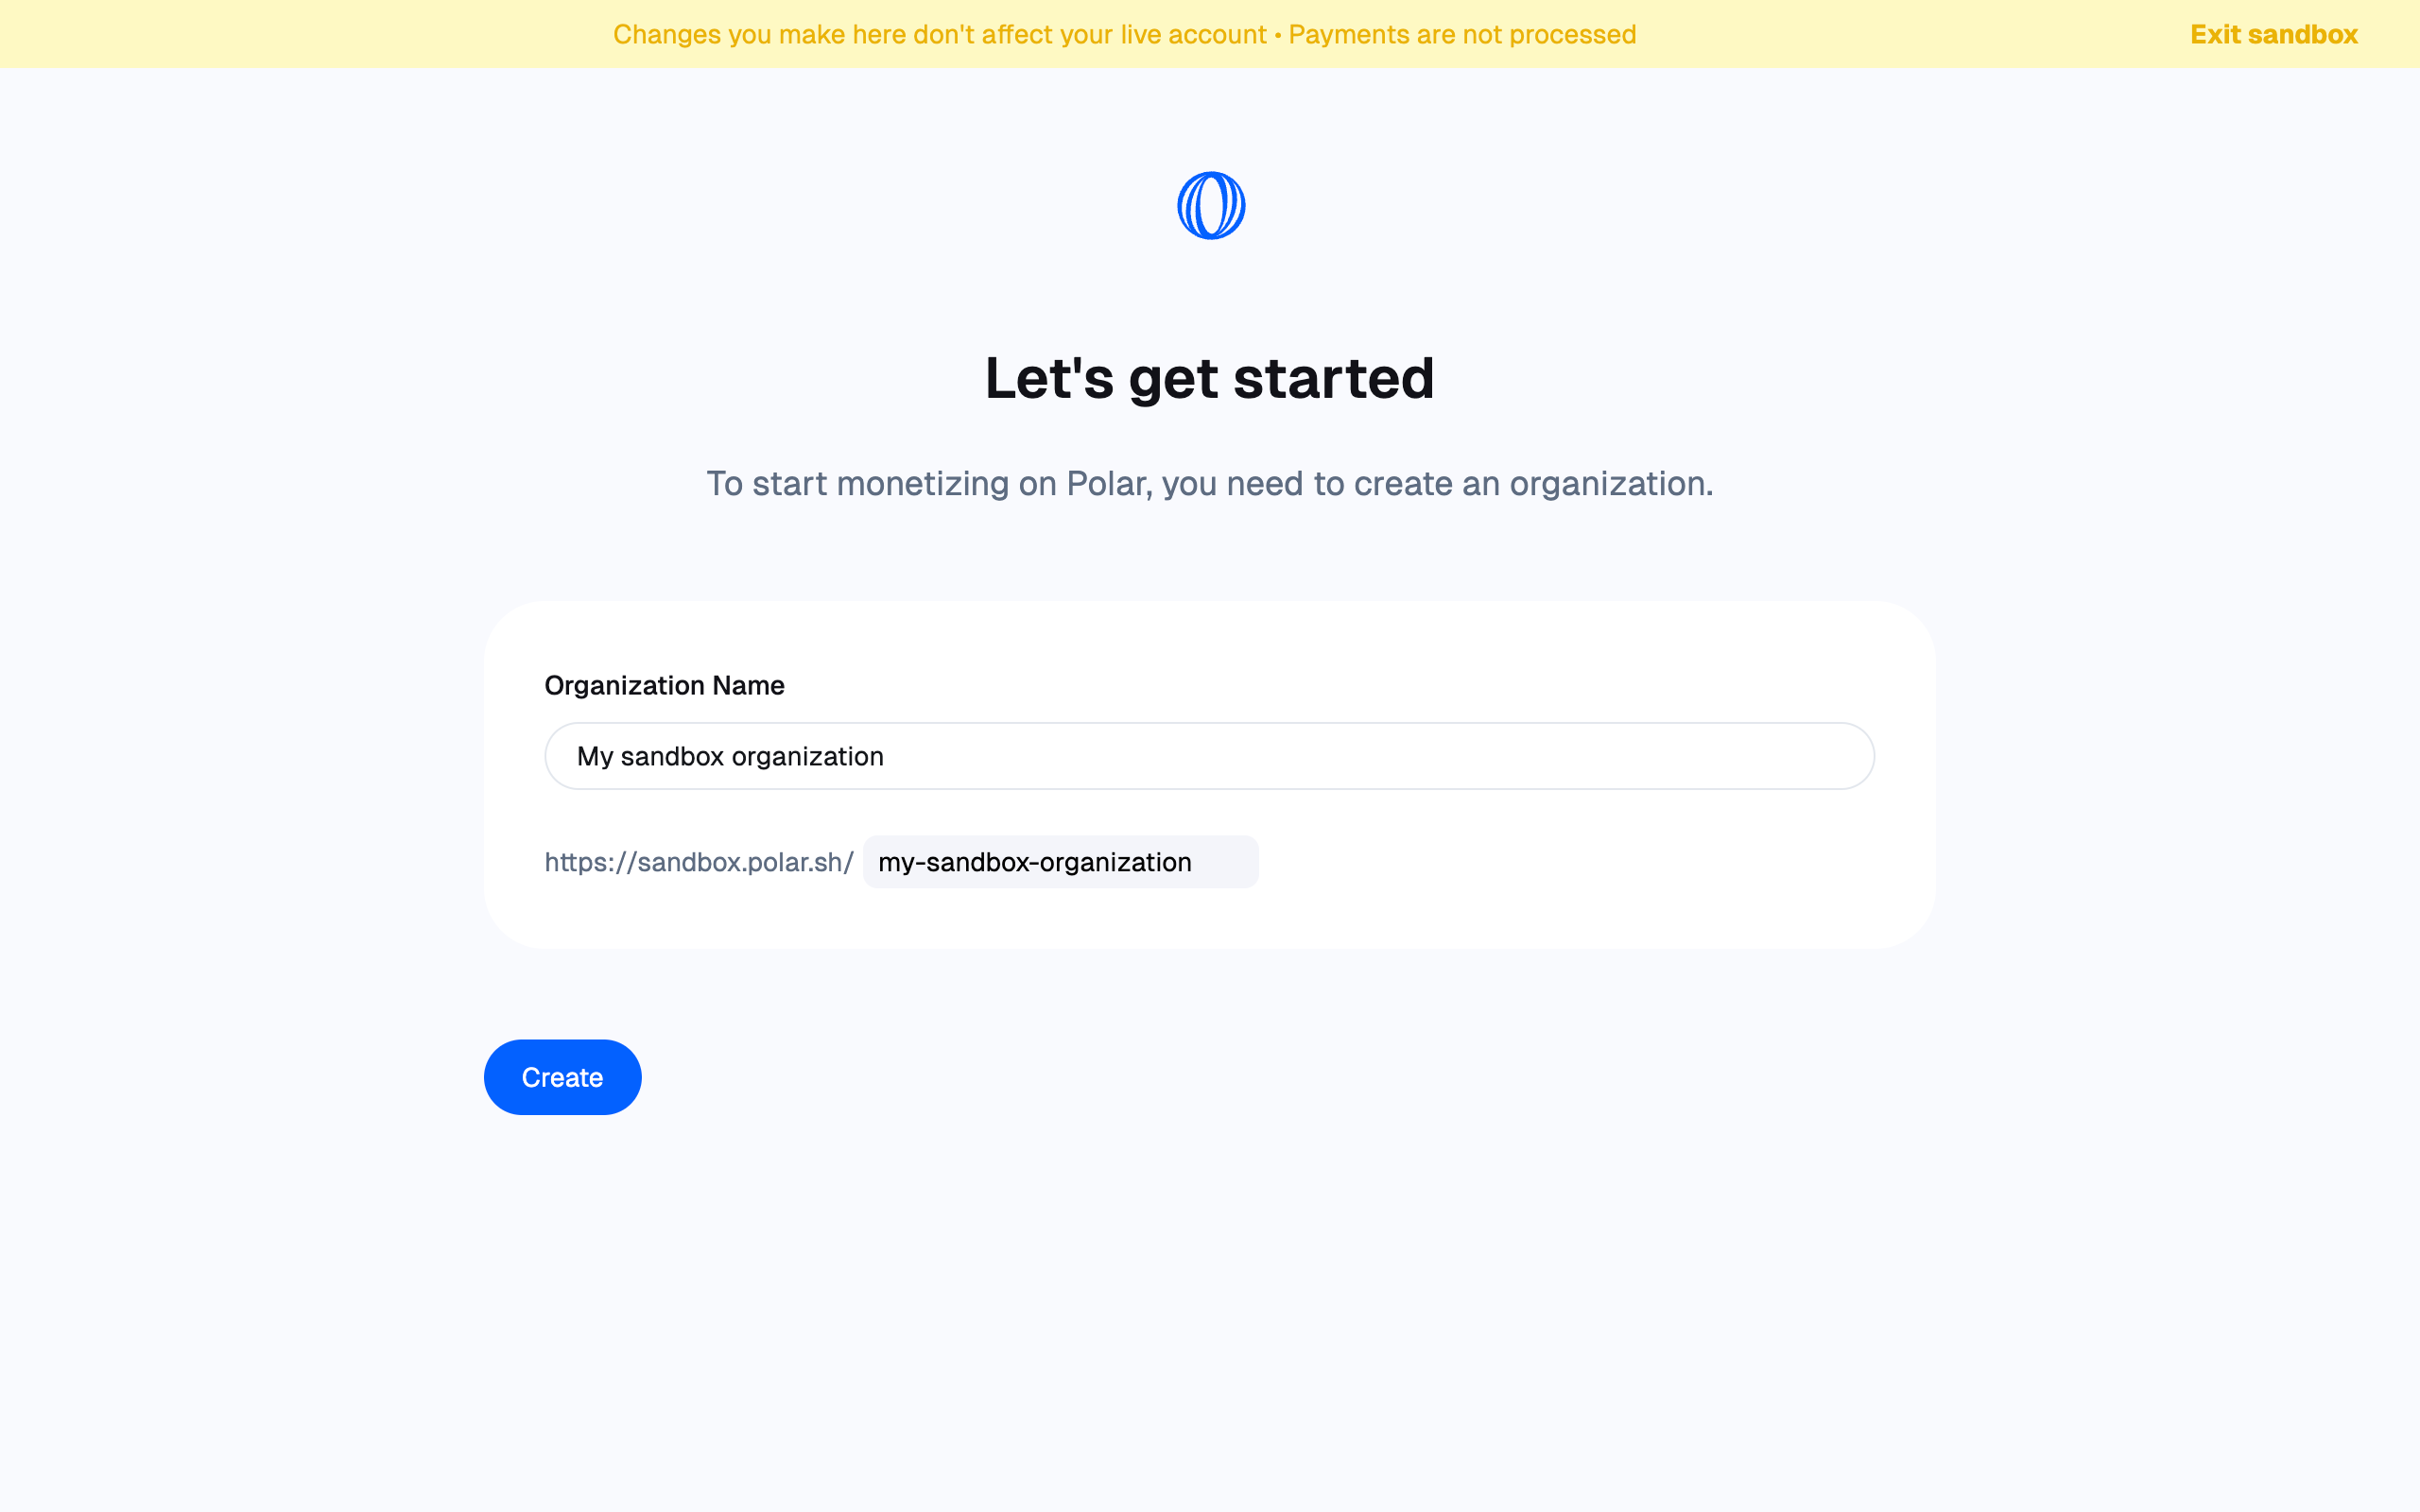 Changes you make here don't affect your live account • Payments are not processed
Exit sandbox
Let's get started
To start monetizing on Polar, you need to create an organization.
Organization Name
My sandbox organization
https://sandbox.polar.sh/ my-sandbox-organization
Create